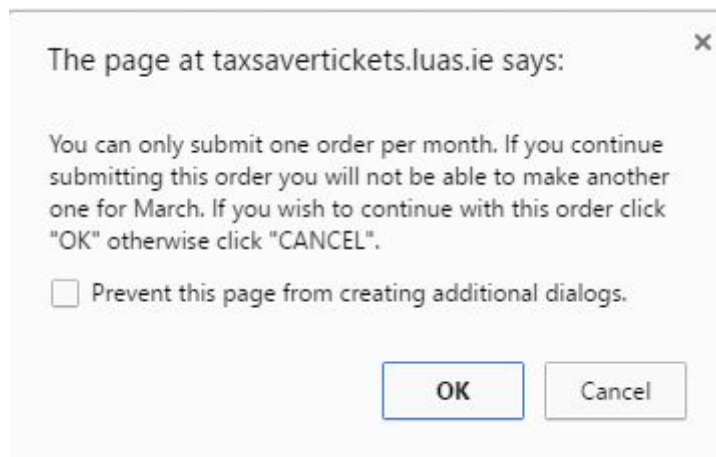 The page at taxsavertickets.luas.ie says:
You can only submit one order per month. If you continue
submitting this order you will not be able to make another
one for March. If you wish to continue with this order click
"OK" otherwise click "CANCEL".
Prevent this page from creating additional dialogs.
OK Cancel